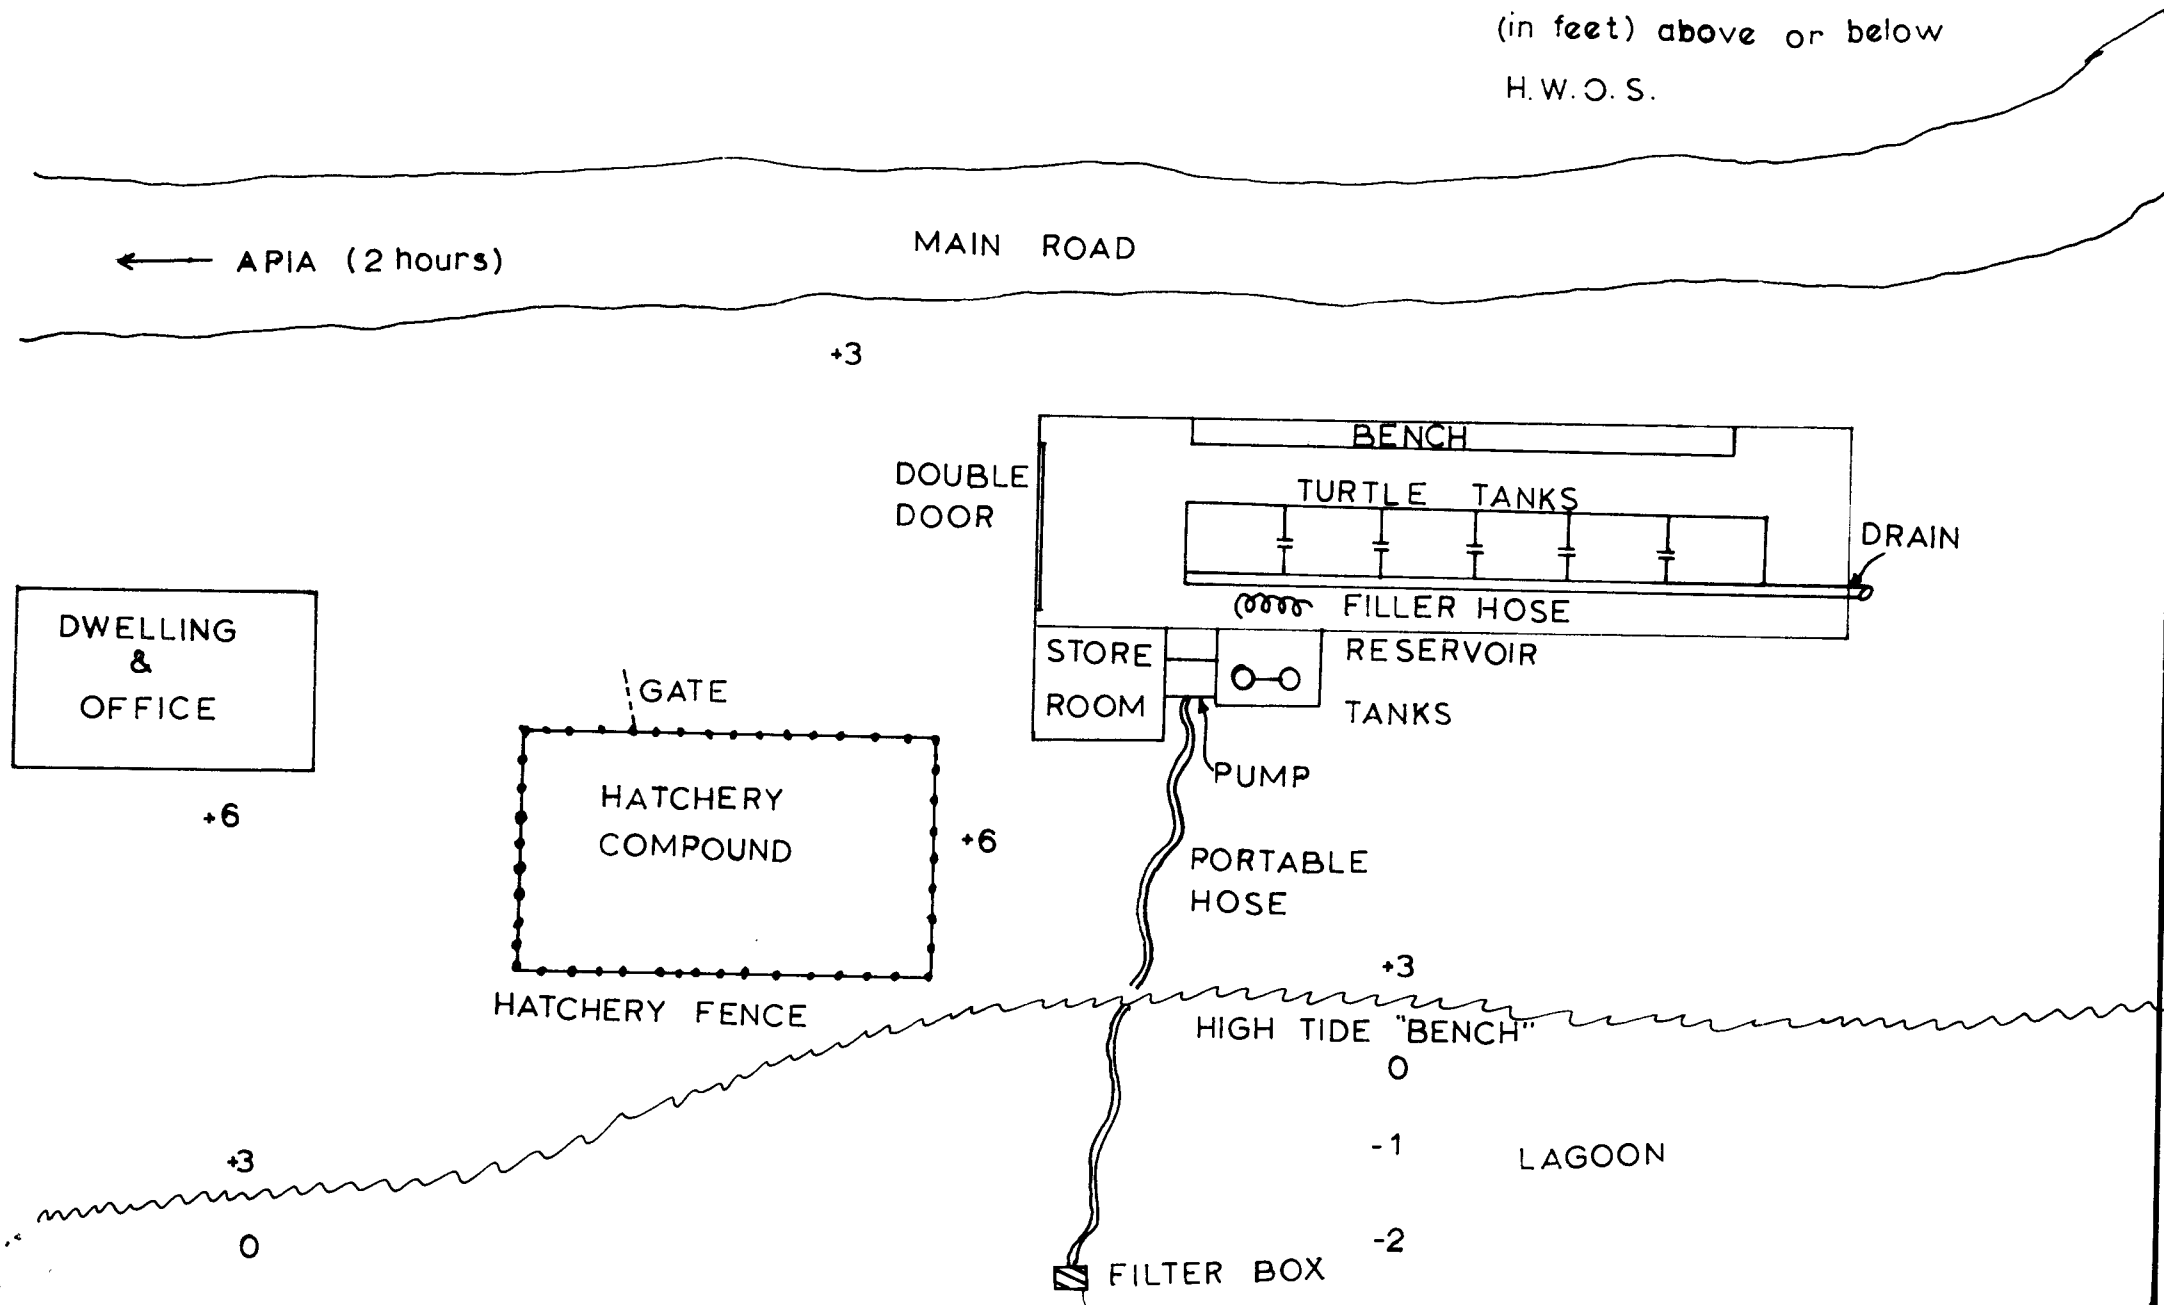 (in feet) above or below
H.W.O.S.
MAIN ROAD
← APIA (2 hours)
+3
BENCH
DOUBLE
DOOR
TURTLE TANKS
DRAIN
FILLER HOSE
DWELLING
&
OFFICE
STORE
ROOM
RESERVOIR
TANKS
GATE
PUMP
HATCHERY
COMPOUND
+6
+6
PORTABLE
HOSE
+3
HATCHERY FENCE
HIGH TIDE "BENCH"
0
-1
LAGOON
+3
0
-2
FILTER BOX